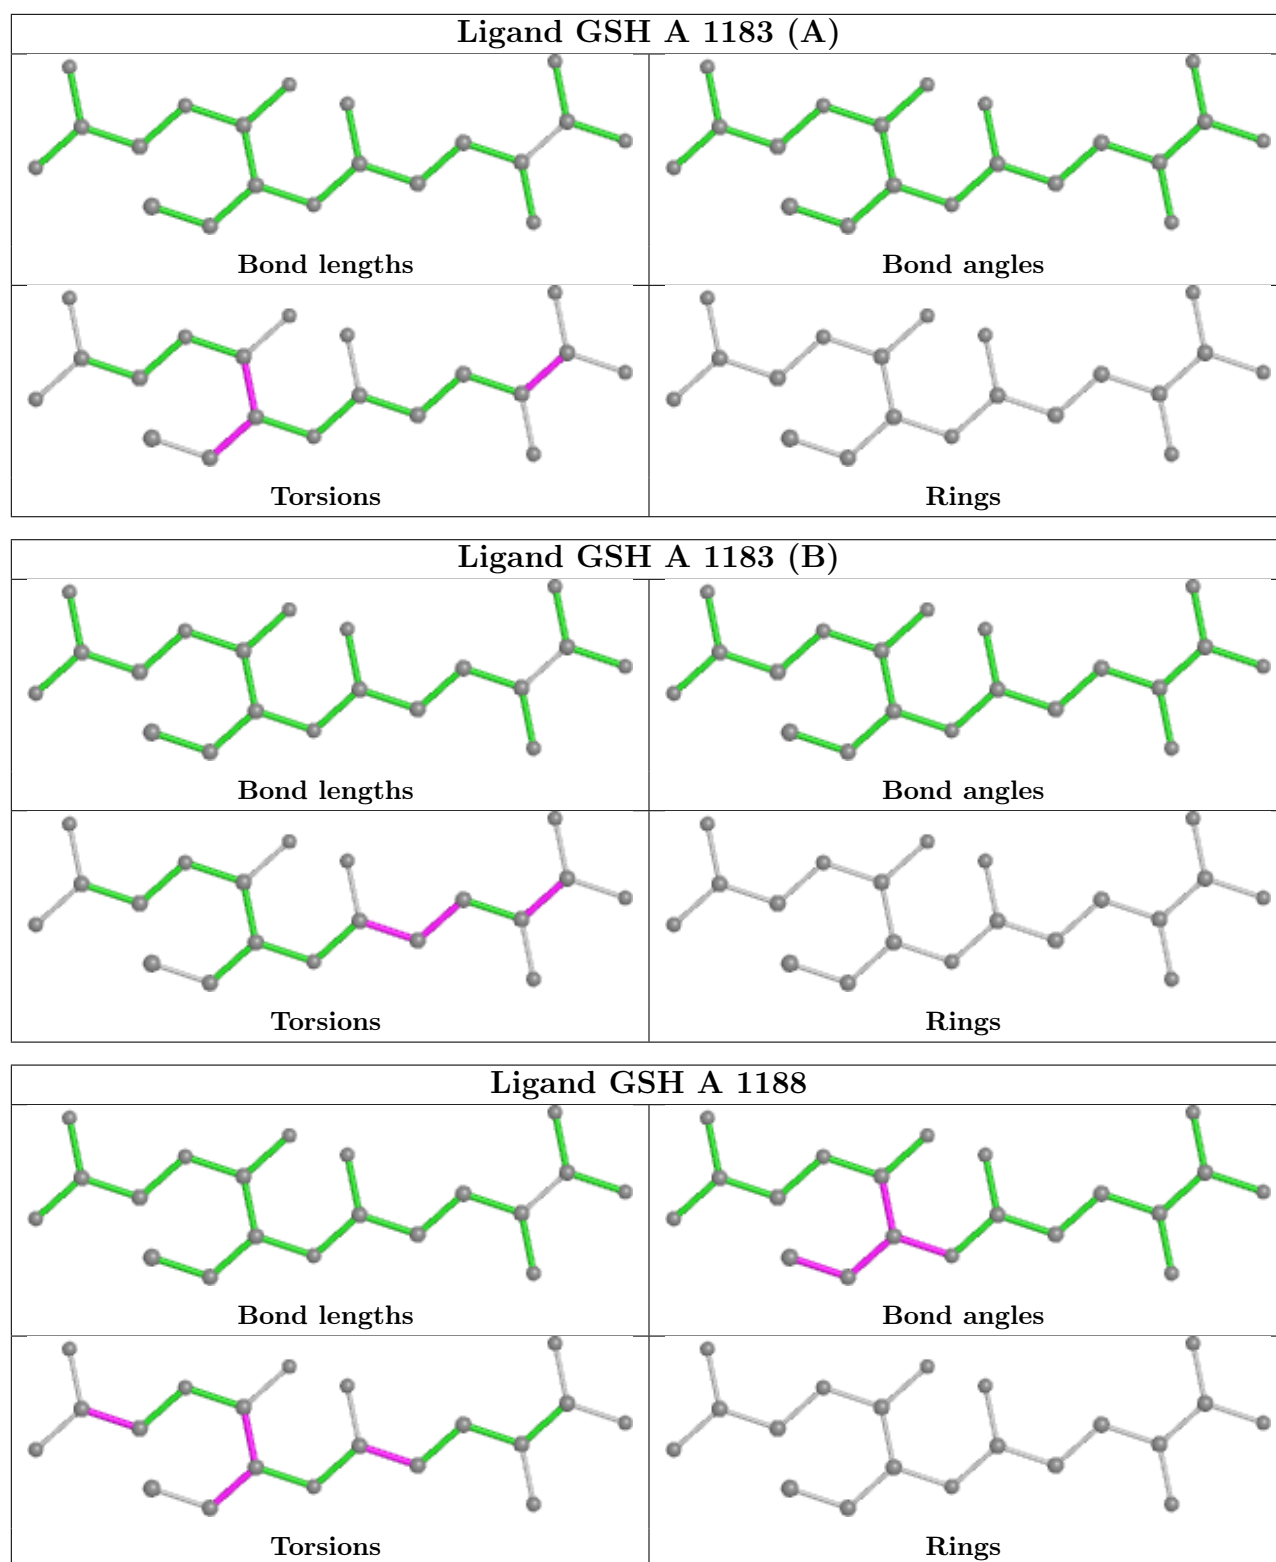 Ligand GSH A 1183 (A)
Bond lengths
Bond angles
Torsions
Rings
Ligand GSH A 1183 (B)
Bond lengths
Bond angles
Torsions
Rings
Ligand GSH A 1188
Bond lengths
Bond angles
Torsions
Rings